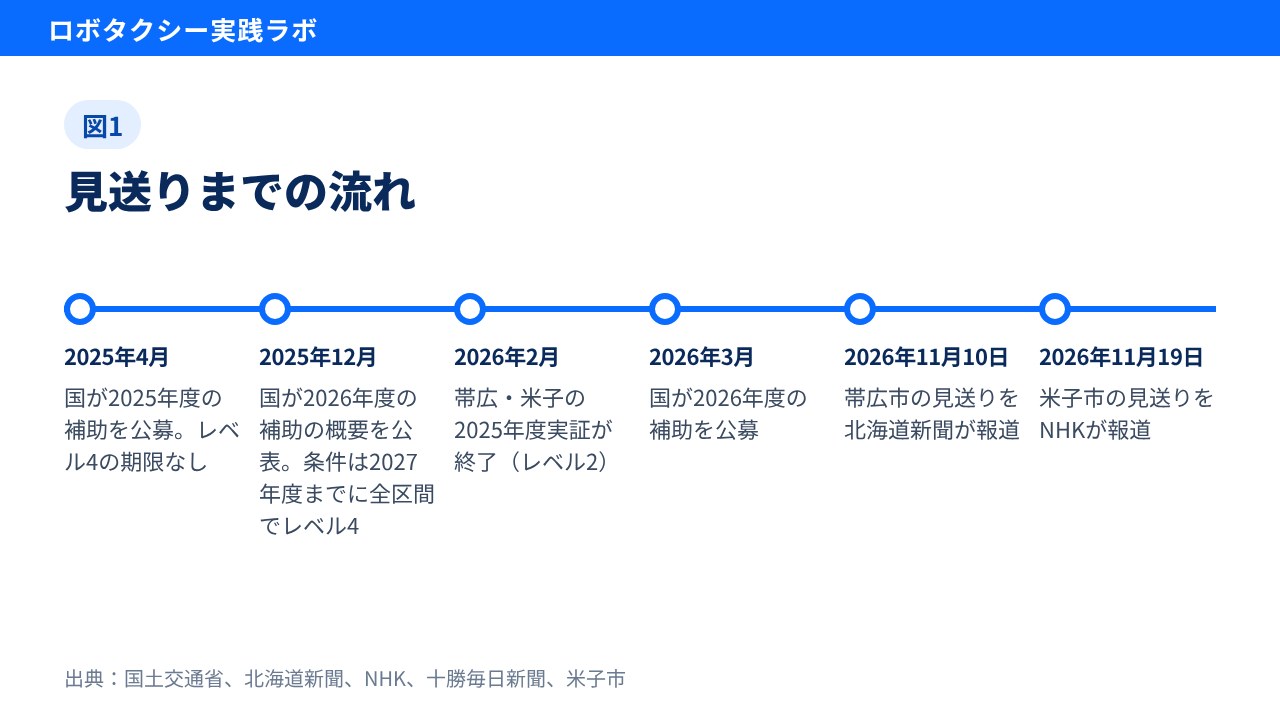 ロボタクシー実践ラボ
図1
見送りまでの流れ
2025年4月
国が2025年度の
補助を公募。レベ
ル4の期限なし
2025年12月
国が2026年度の
補助の概要を公
表。条件は2027
年度までに全区間
でレベル4
2026年2月
帯広・米子の
2025年度実証が
終了（レベル2）
2026年3月
国が2026年度の
補助を公募
2026年11月10日
帯広市の見送りを
北海道新聞が報道
2026年11月19日
米子市の見送りを
NHKが報道
出典：国土交通省、北海道新聞、NHK、十勝毎日新聞、米子市